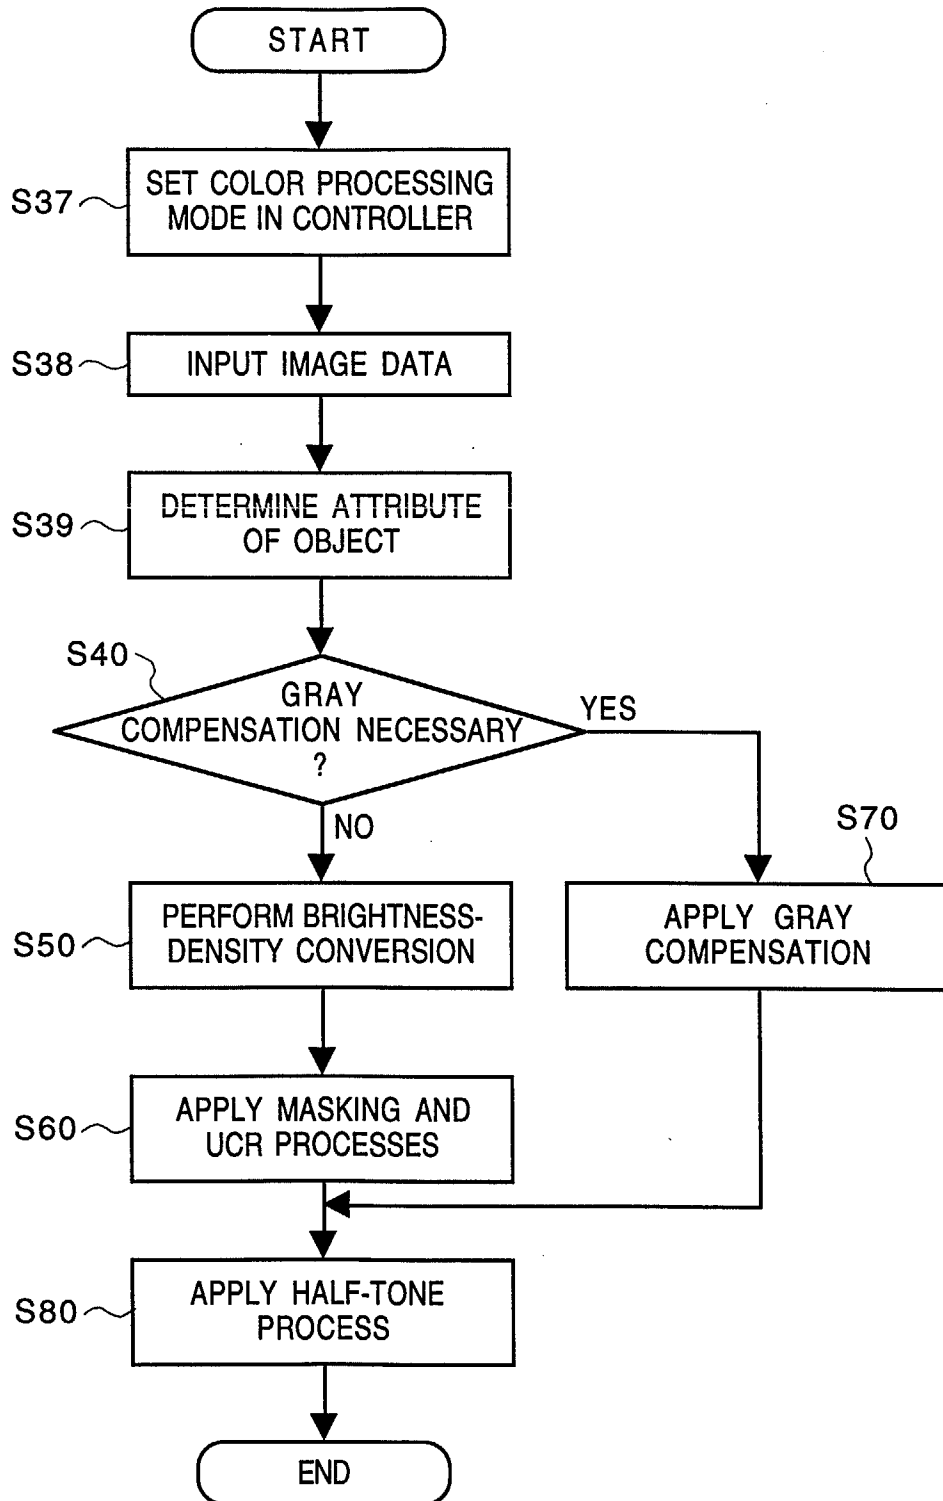 START
S37
SET COLOR PROCESSING
MODE IN CONTROLLER
S38
INPUT IMAGE DATA
S39
DETERMINE ATTRIBUTE
OF OBJECT
S40
GRAY
COMPENSATION NECESSARY
?
YES
NO
S70
S50
PERFORM BRIGHTNESS-
DENSITY CONVERSION
APPLY GRAY
COMPENSATION
S60
APPLY MASKING AND
UCR PROCESSES
S80
APPLY HALF-TONE
PROCESS
END